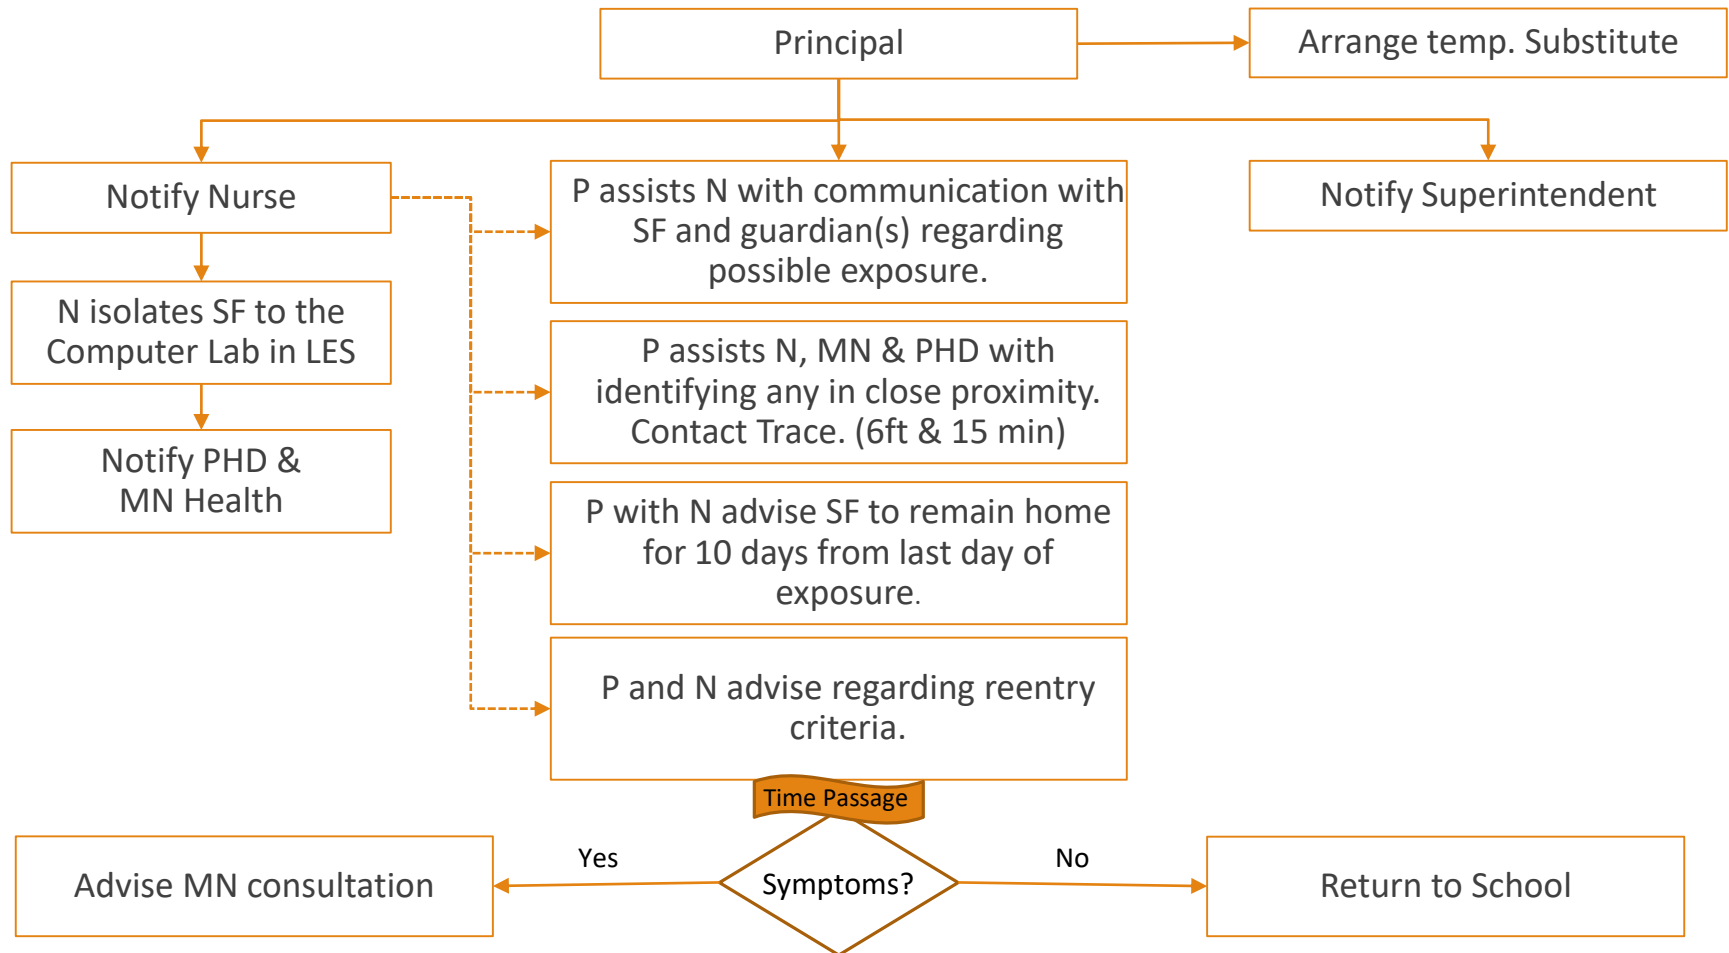 Principal
Arrange temp. Substitute
Notify Nurse
P assists N with communication with
SF and guardian(s) regarding
possible exposure.
Notify Superintendent
N isolates SF to the
Computer Lab in LES
P assists N, MN & PHD with
identifying any in close proximity.
Contact Trace. (6ft & 15 min)
Notify PHD &
MN Health
P with N advise SF to remain home
for 10 days from last day of
exposure.
P and N advise regarding reentry
criteria.
Time Passage
Yes
No
Advise MN consultation
Symptoms?
Return to School